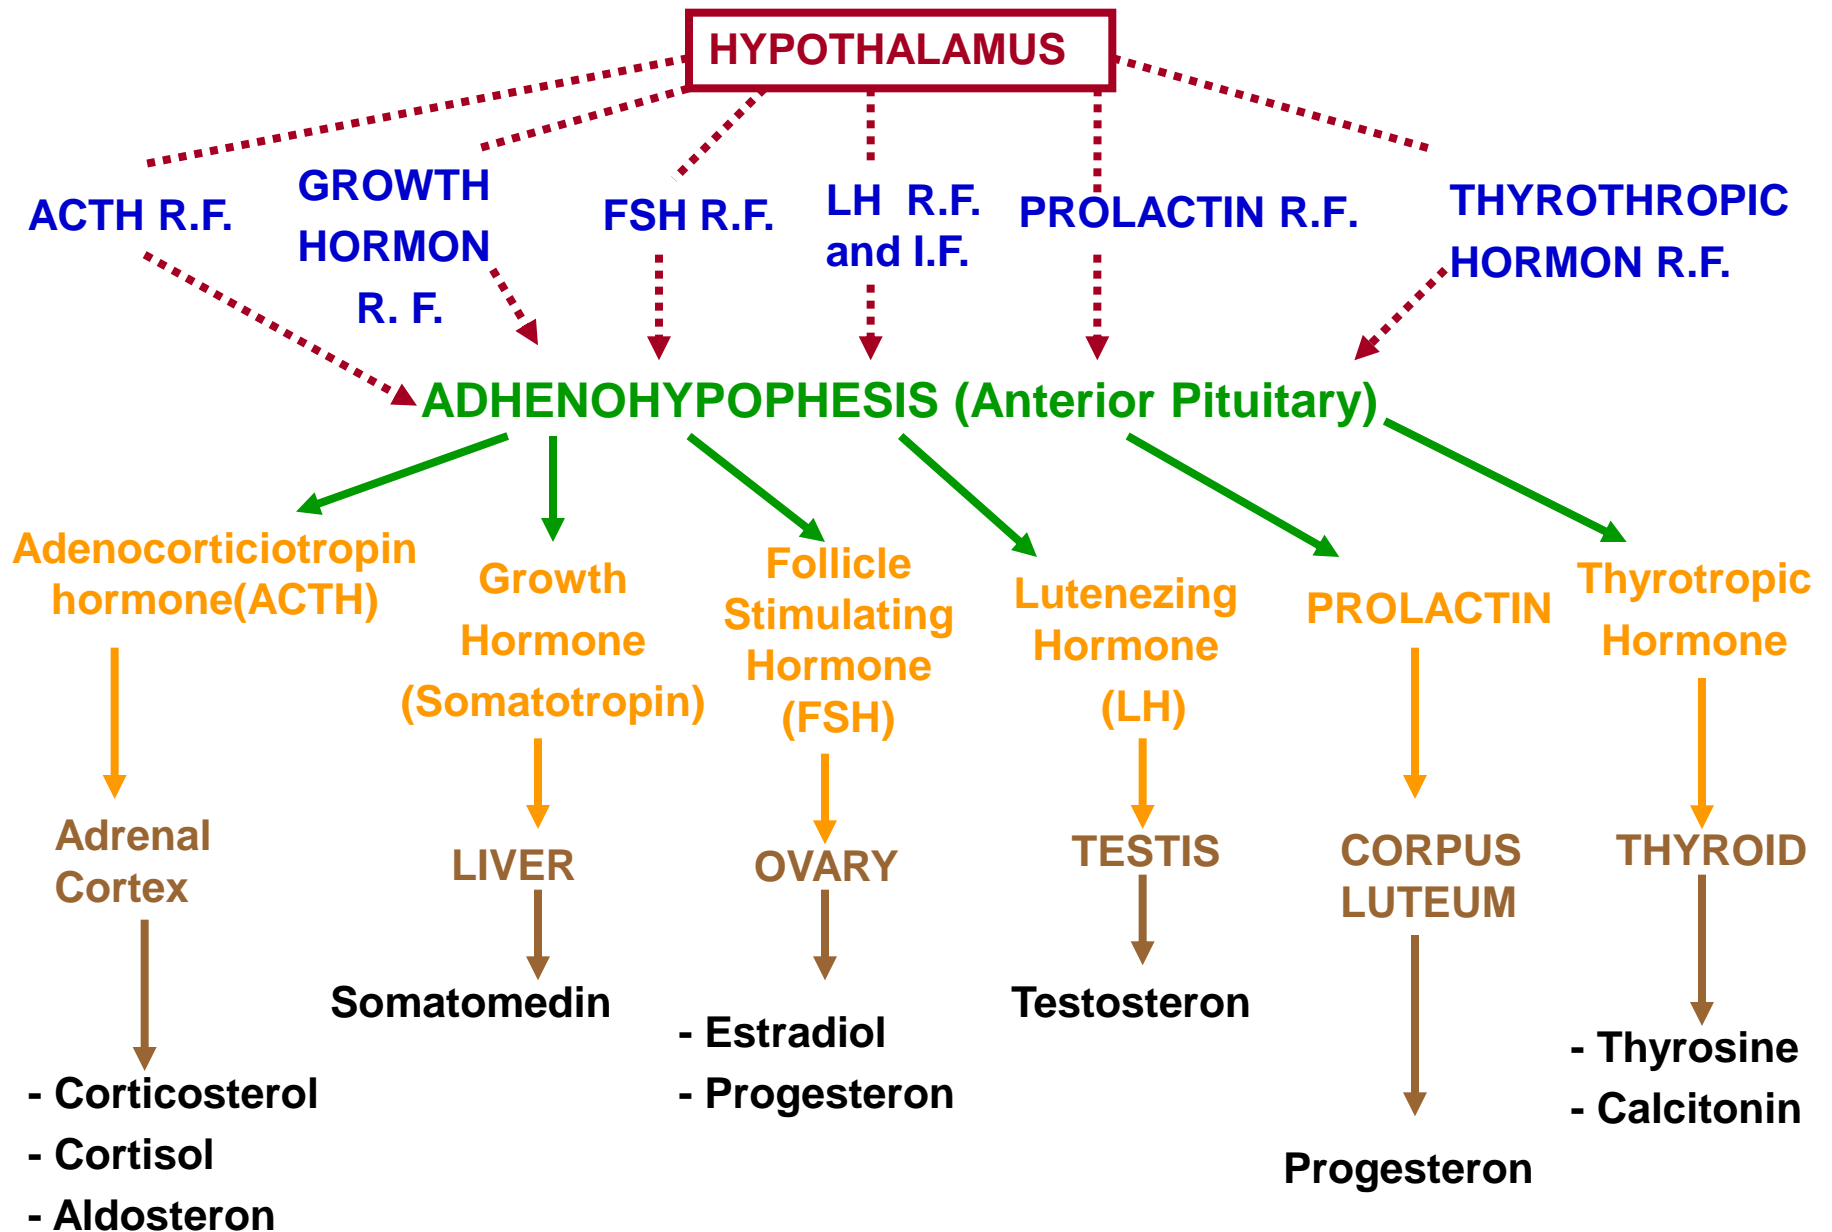 HYPOTHALAMUS
ACTH R.F.
GROWTH
HORMON
R. F.
FSH R.F.
LH R.F.
and I.F.
PROLACTIN R.F.
THYROTHROPIC
HORMON R.F.
ADHENOHYPOPHESIS (Anterior Pituitary)
Adenocorticiotropin
hormone(ACTH)
Growth
Hormone
(Somatotropin)
Follicle
Stimulating
Hormone
(FSH)
Lutenezing
Hormone
(LH)
PROLACTIN
Thyrotropic
Hormone
Adrenal
Cortex
LIVER
OVARY
TESTIS
CORPUS
LUTEUM
THYROID
- Corticosterol
- Cortisol
- Aldosteron
Somatomedin
- Estradiol
- Progesteron
Testosteron
Progesteron
- Thyrosine
- Calcitonin